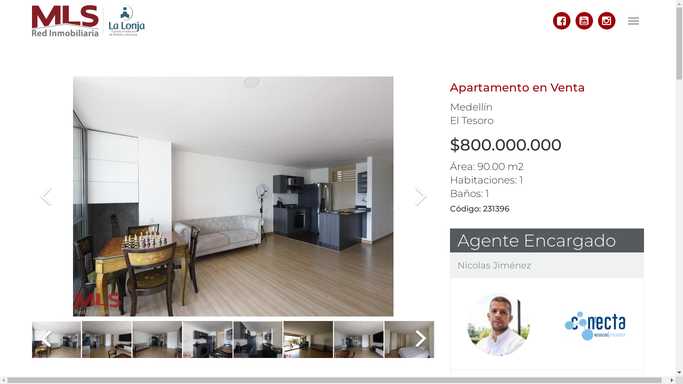 MLS
Red Inmobiliaria
La Lonja
Apartamento en Venta
Medellín
El Tesoro
$800.000.000
Área: 90.00 m2
Habitaciones: 1
Baños: 1
Código: 231396
Agente Encargado
Nicolas Jiménez
conecta
MLS